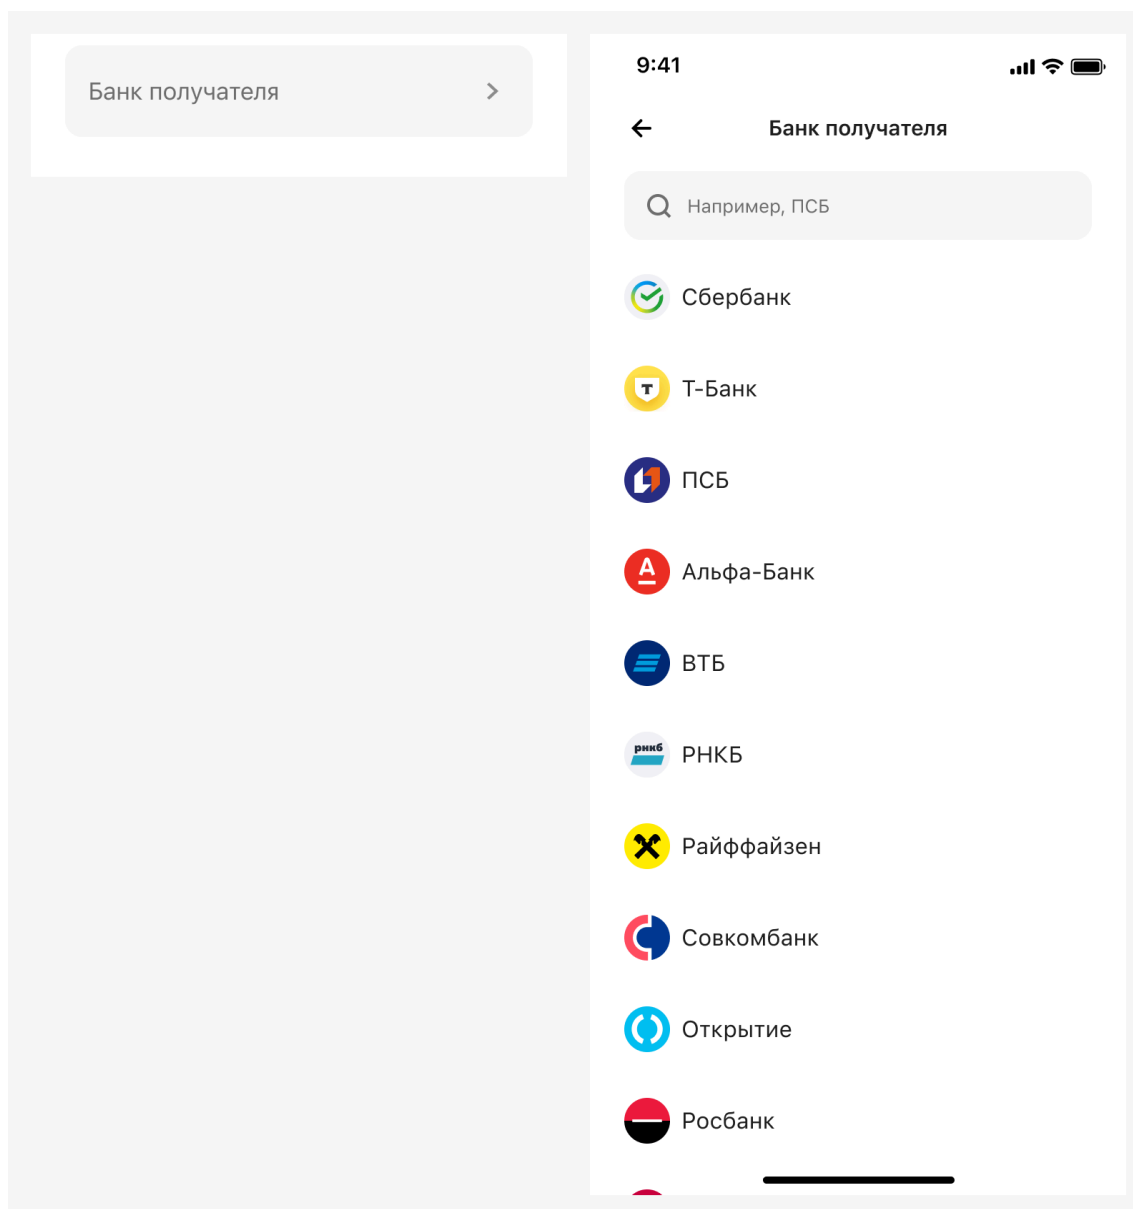 Банк получателя
9:41
Банк получателя
Например, ПСБ
Сбербанк
Т
Т-Банк
ПСБ
А
Альфа-Банк
ВТБ
рнкб
РНКБ
Райффайзен
Совкомбанк
Открытие
Росбанк